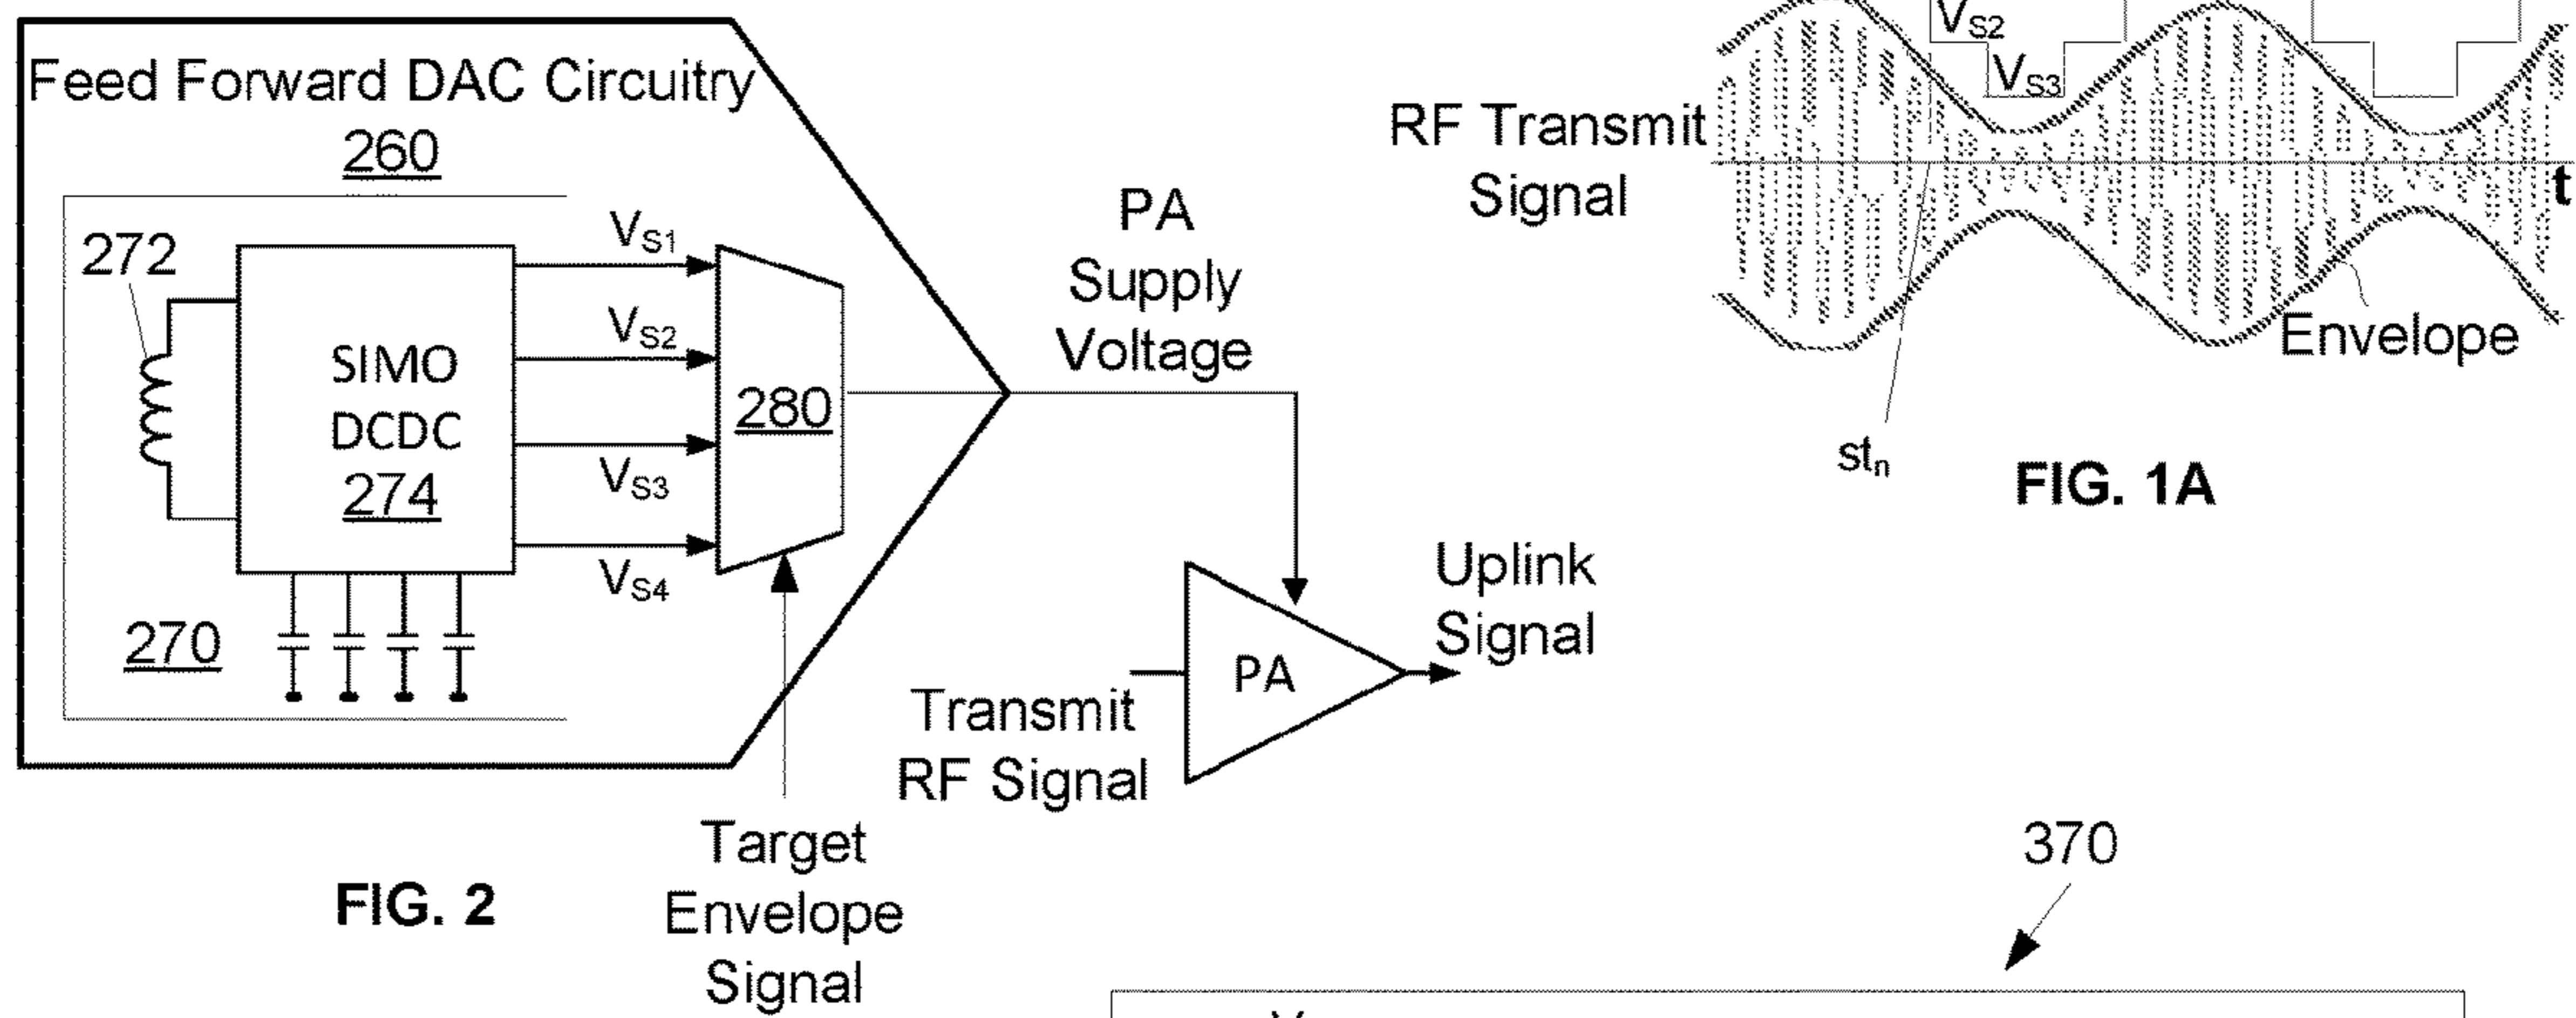 Feed Forward DAC Circuitry
260
272
SIMO
DCDC
274
270
VS1
VS2
VS3
VS4
280
PA
Supply
Voltage
Target
Envelope
Signal
Transmit
RF Signal
PA
Uplink
Signal
FIG. 2
VS2
VS3
RF Transmit
Signal
t
Envelope
stn
FIG. 1A
370
V